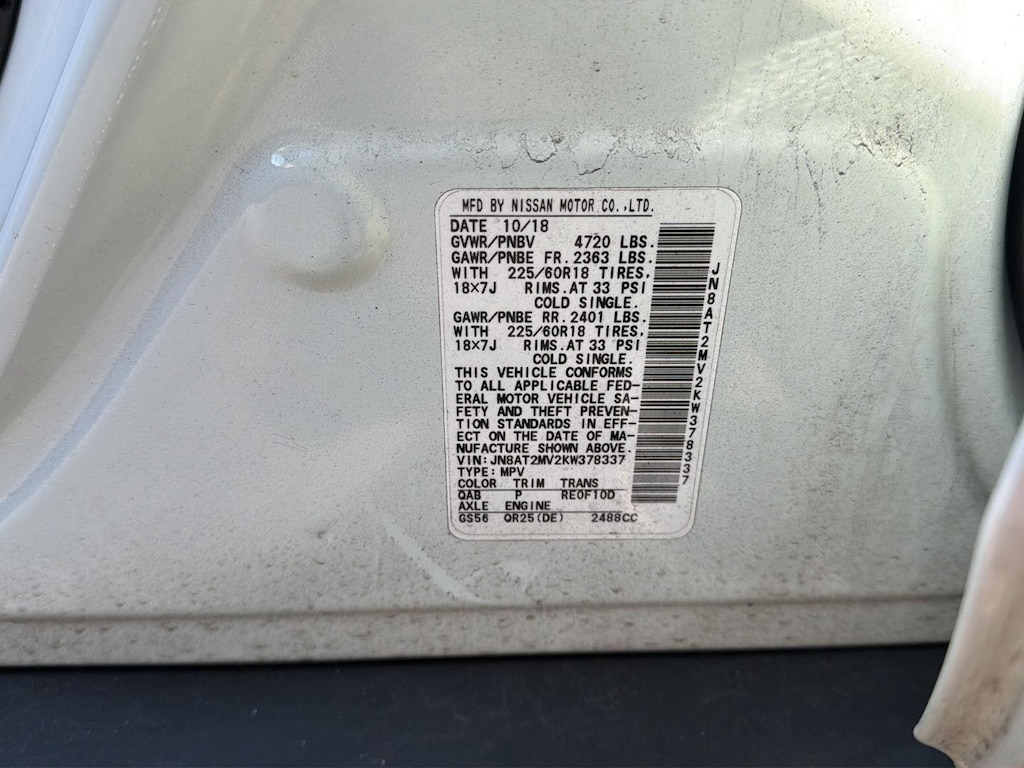 MFD BY NISSAN MOTOR CO.,LTD.
DATE 10/18
GVWR/PNBV 4720 LBS.
GAWR/PNBE FR. 2363 LBS.
WITH 225/60R18 TIRES,
18×7J RIMS.AT 33 PSI
COLD SINGLE.
GAWR/PNBE RR. 2401 LBS.
WITH 225/60R18 TIRES,
18×7J RIMS.AT 33 PSI
COLD SINGLE.
THIS VEHICLE CONFORMS
TO ALL APPLICABLE FED-
ERAL MOTOR VEHICLE SA-
FETY AND THEFT PREVEN-
TION STANDARDS IN EFF-
ECT ON THE DATE OF MA-
NUFACTURE SHOWN ABOVE.
VIN:JN8AT2MV2KW378337
TYPE:MPV
COLOR TRIM TRANS
QAB P RE0F10D
AXLE ENGINE
GS56 QR25(DE) 2488CC
JN8AT2MV2KW378337